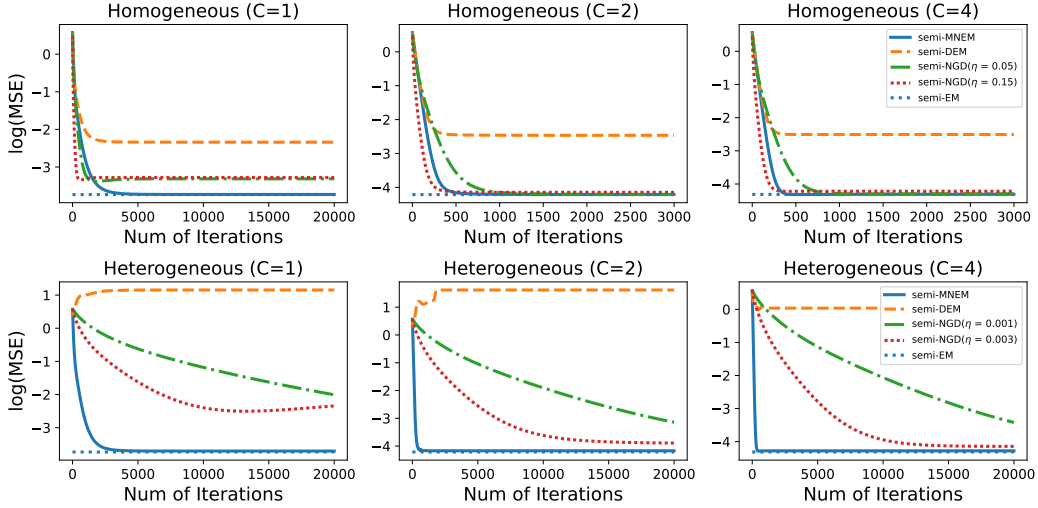 Homogeneous (C=1)
Homogeneous (C=2)
Homogeneous (C=4)
log(MSE)
0
−1
−2
−3
0
−1
−2
−3
−4
0
−1
−2
−3
−4
semi-MNEM
semi-DEM
semi-NGD(η = 0.05)
semi-NGD(η = 0.15)
semi-EM
0 5000 10000 15000 20000
0 500 1000 1500 2000 2500 3000
0 500 1000 1500 2000 2500 3000
Num of Iterations
Num of Iterations
Num of Iterations
Heterogeneous (C=1)
Heterogeneous (C=2)
Heterogeneous (C=4)
log(MSE)
1
0
−1
−2
−3
1
0
−1
−2
−3
−4
0
−1
−2
−3
−4
semi-MNEM
semi-DEM
semi-NGD(η = 0.001)
semi-NGD(η = 0.003)
semi-EM
0 5000 10000 15000 20000
0 5000 10000 15000 20000
0 5000 10000 15000 20000
Num of Iterations
Num of Iterations
Num of Iterations